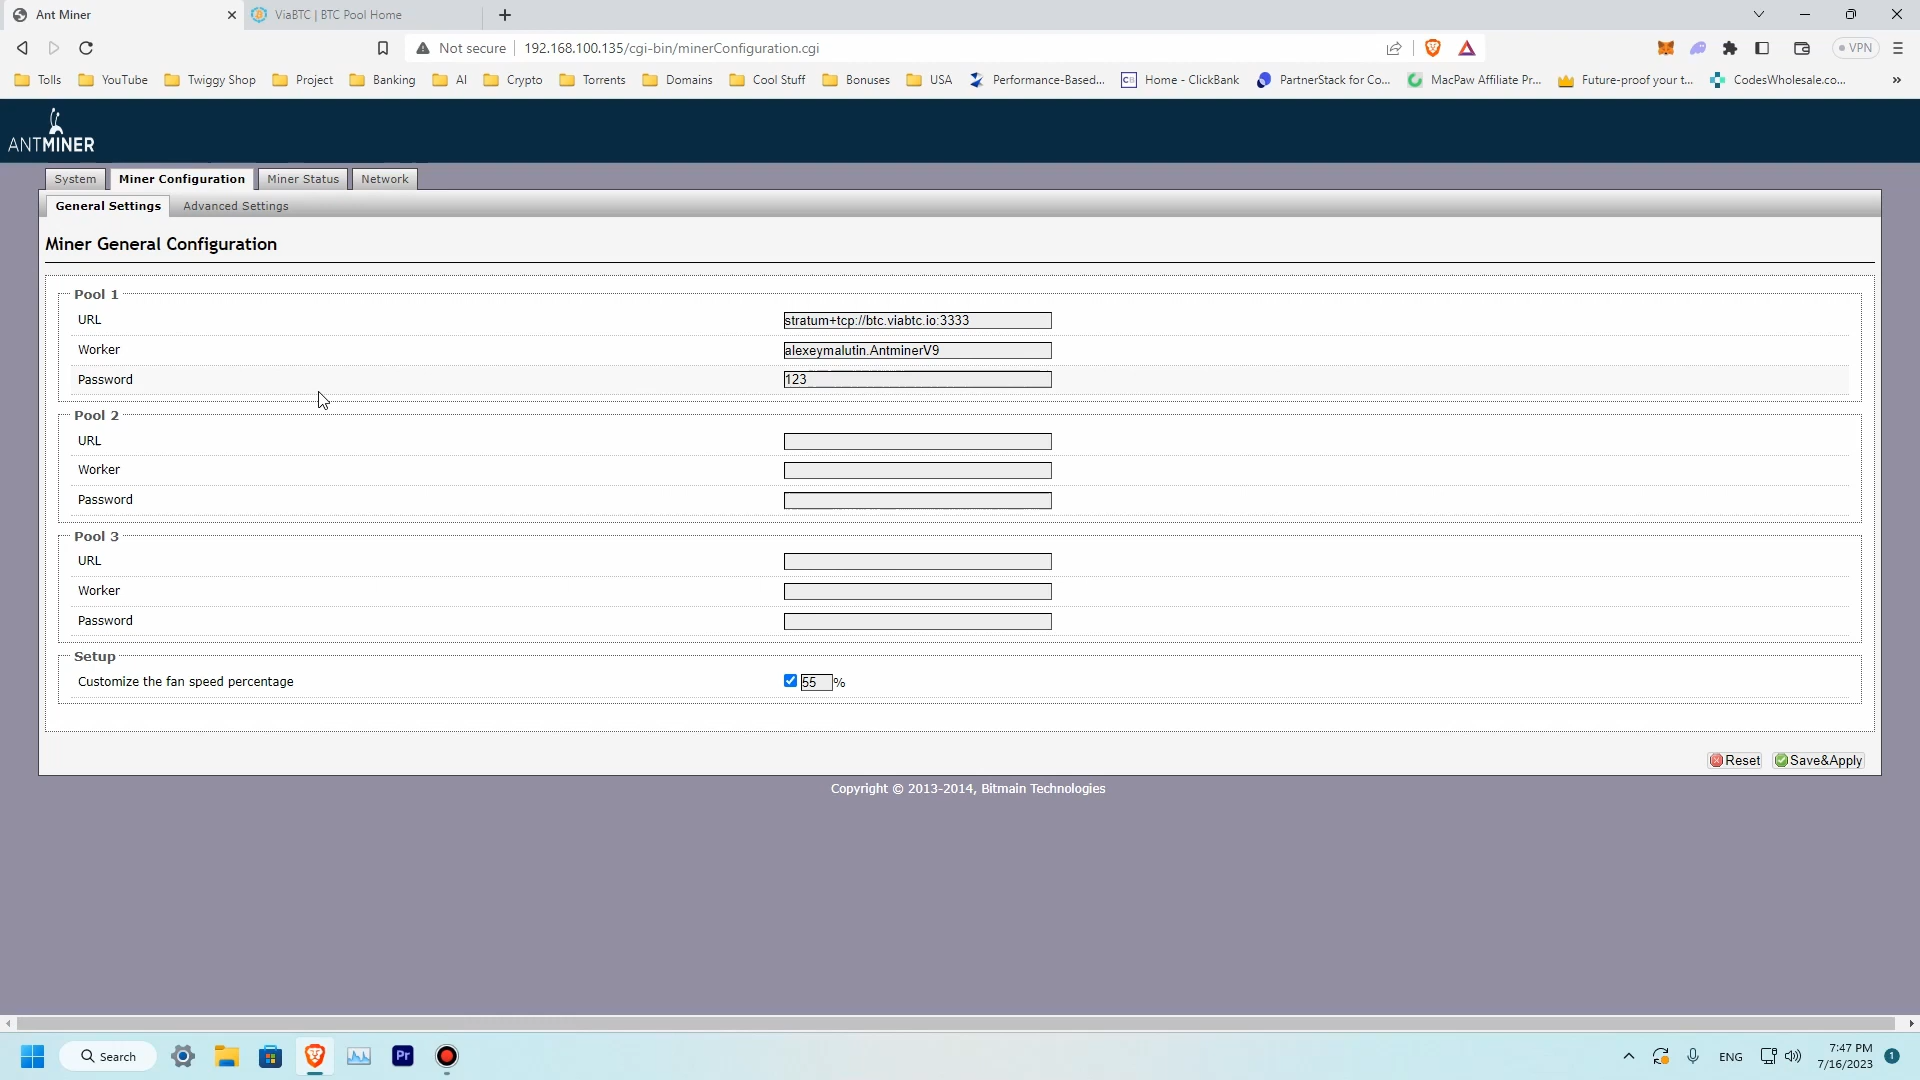 Ant Miner
ViaBTC | BTC Pool Home
Not secure
192.168.100.135/cgi-bin/minerConfiguration.cgi
VPN
Tolls
YouTube
Twiggy Shop
Project
Banking
AI
Crypto
Torrents
Domains
Cool Stuff
Bonuses
USA
Performance-Based...
CB Home - ClickBank
PartnerStack for Co...
MacPaw Affiliate Pr...
Future-proof your t...
CodesWholesale.co...
»
ANTMINER
System
Miner Configuration
Miner Status
Network
General Settings
Advanced Settings
Miner General Configuration
Pool 1
URL
stratum+tcp://btc.viabtc.io:3333
Worker
alexeymalutin.AntminerV9
Password
123
Pool 2
URL
Worker
Password
Pool 3
URL
Worker
Password
Setup
Customize the fan speed percentage
55 %
Reset
Save&Apply
Copyright © 2013-2014, Bitmain Technologies
Search
Pr
ENG
7:47 PM
7/16/2023
1